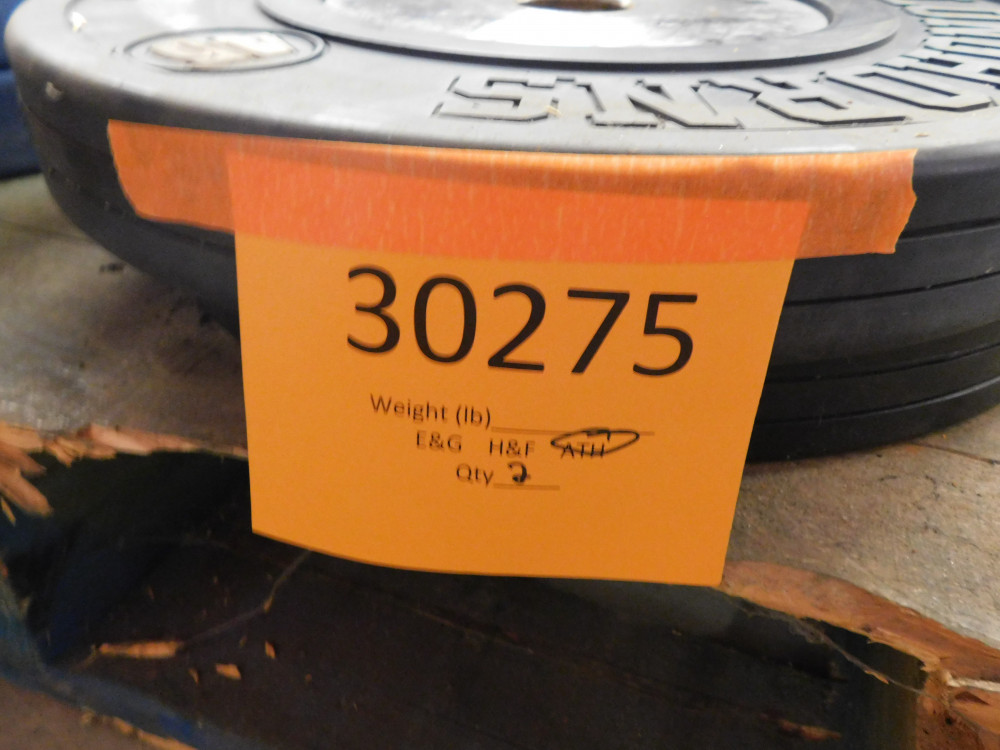 30275
Weight (lb)
E&G H&F ATH
Qty 2